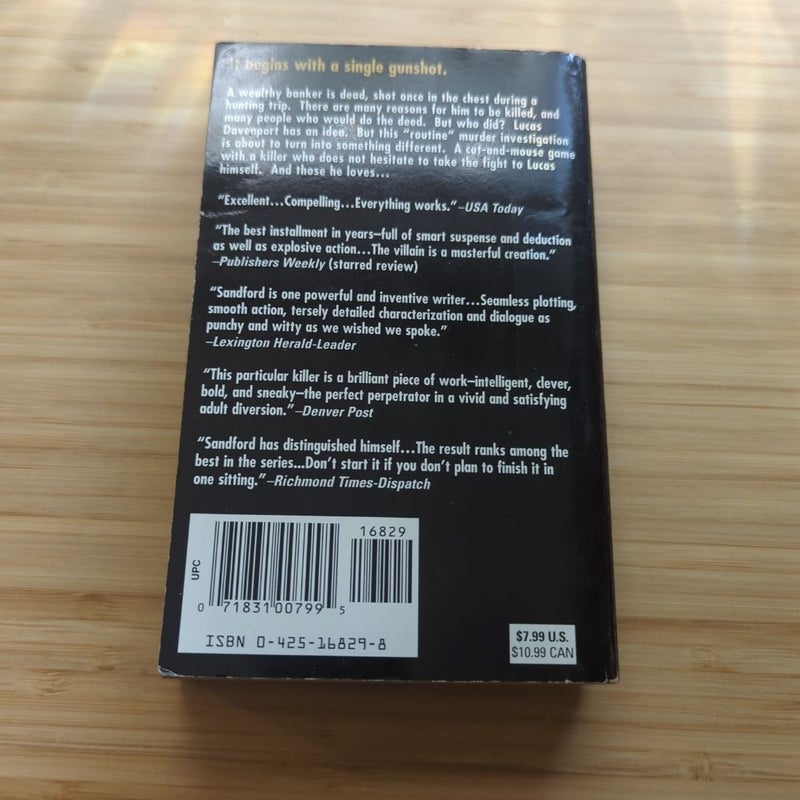 It begins with a single gunshot.
A wealthy banker is dead, shot once in the chest during a
hunting trip. There are many reasons for him to be killed, and
many people who would do the deed. But who did? Lucas
Davenport has an idea. But this "routine" murder investigation
is about to turn into something different. A cat-and-mouse game
with a killer who does not hesitate to take the fight to Lucas
himself. And those he loves...
"Excellent...Compelling...Everything works." –USA Today
"The best installment in years–full of smart suspense and deduction
as well as explosive action...The villain is a masterful creation."
–Publishers Weekly (starred review)
"Sandford is one powerful and inventive writer...Seamless plotting,
smooth action, tersely detailed characterization and dialogue as
punchy and witty as we wished we spoke."
–Lexington Herald-Leader
"This particular killer is a brilliant piece of work–intelligent, clever,
bold, and sneaky–the perfect perpetrator in a vivid and satisfying
adult diversion." –Denver Post
"Sandford has distinguished himself...The result ranks among the
best in the series...Don't start it if you don't plan to finish it in
one sitting." –Richmond Times-Dispatch
16829
UPC
0 71831 00799 5
ISBN 0-425-16829-8
$7.99 U.S.
$10.99 CAN